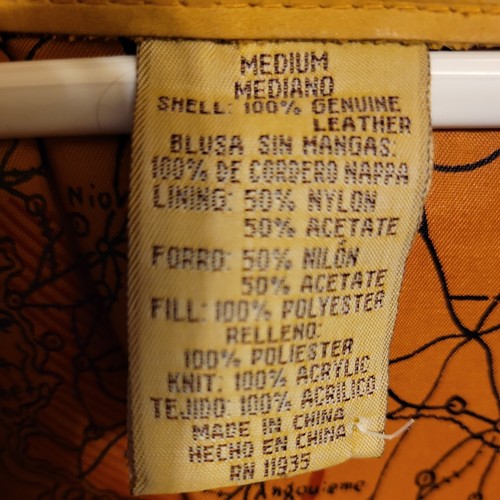 MEDIUM
MEDIANO
SHELL: 100% GENUINE
LEATHER
BLUSA SIN MANGAS:
100% DE CORDERO NAPPA
LINING: 50% NYLON
50% ACETATE
FORRO: 50% NILÓN
50% ACETATE
FILL: 100% POLYESTER
RELLENO:
100% POLIESTER
KNIT: 100% ACRYLIC
TEJIDO: 100% ACRILICO
MADE IN CHINA
HECHO EN CHINA
RN 11935
Nio
Angouleme